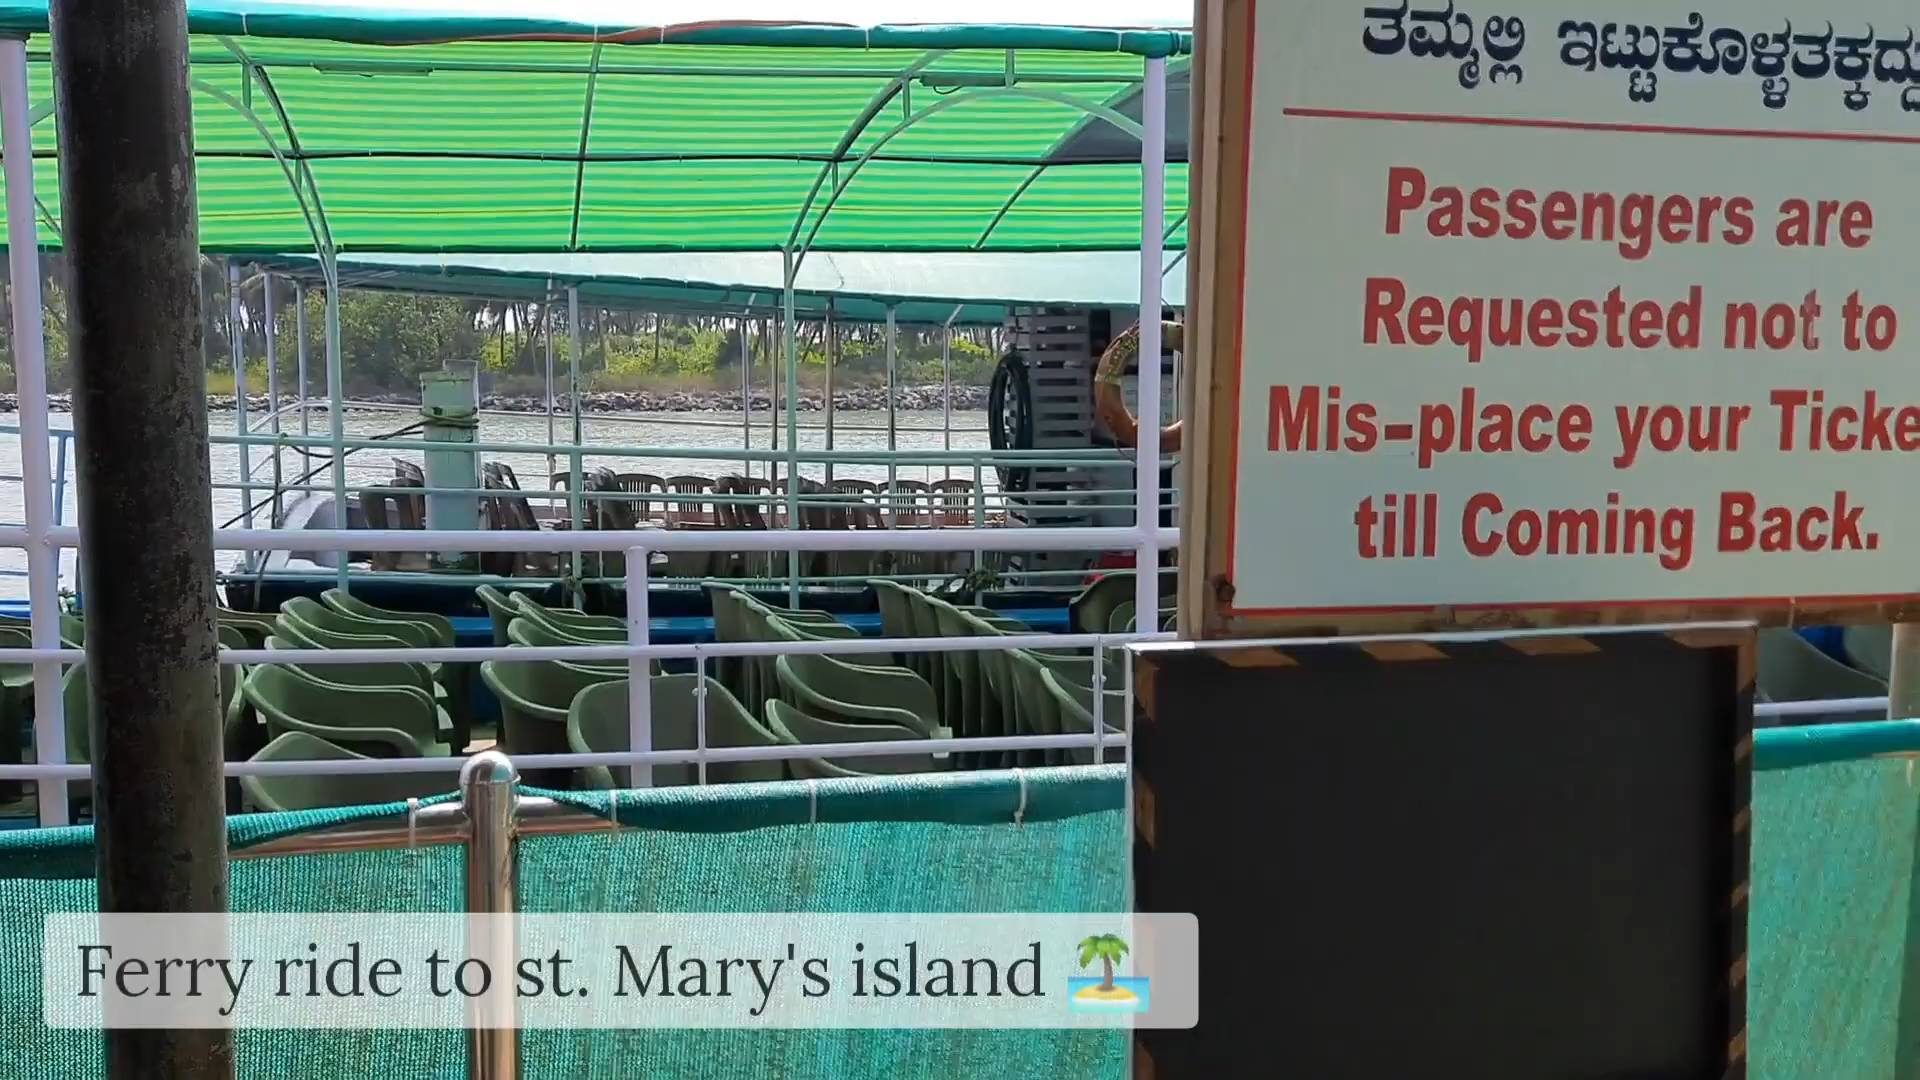 ತಮ್ಮಲ್ಲಿ ಇಟ್ಟುಕೊಳ್ಳತಕ್ಕದ್ದು
Passengers are
Requested not to
Mis-place your Ticke
till Coming Back.
Ferry ride to st. Mary's island 🏝️